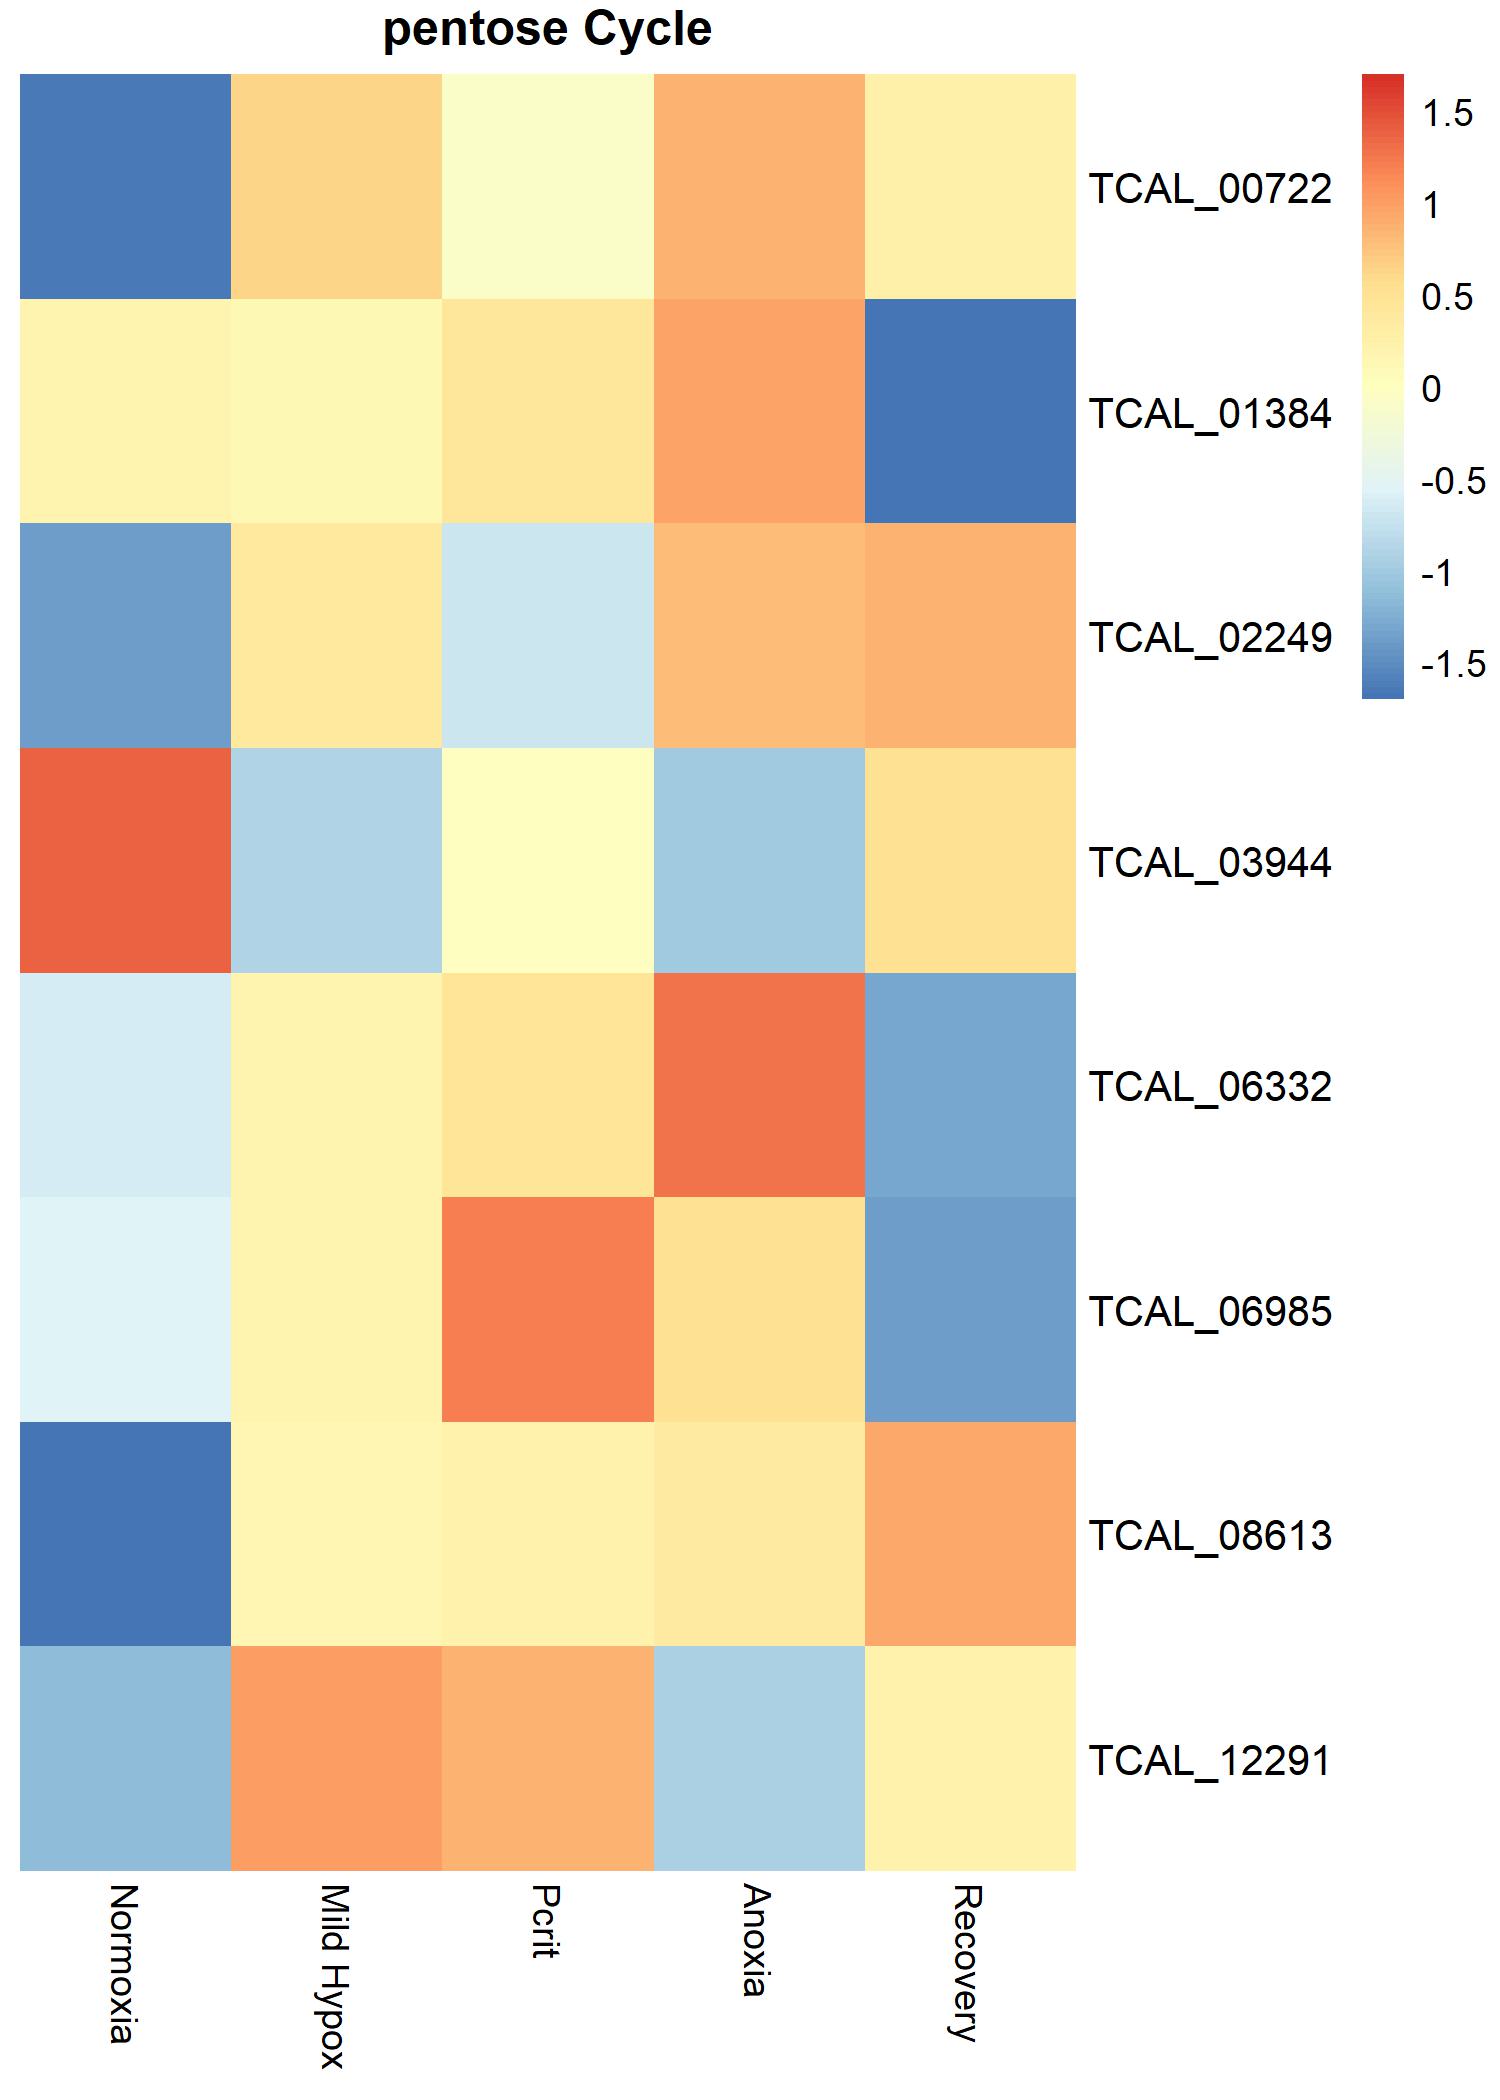 pentose Cycle
TCAL_00722
TCAL_01384
TCAL_02249
TCAL_03944
TCAL_06332
TCAL_06985
TCAL_08613
TCAL_12291
1.5
1
0.5
0
-0.5
-1
-1.5
Normoxia
Mild Hypox
Pcrit
Anoxia
Recovery